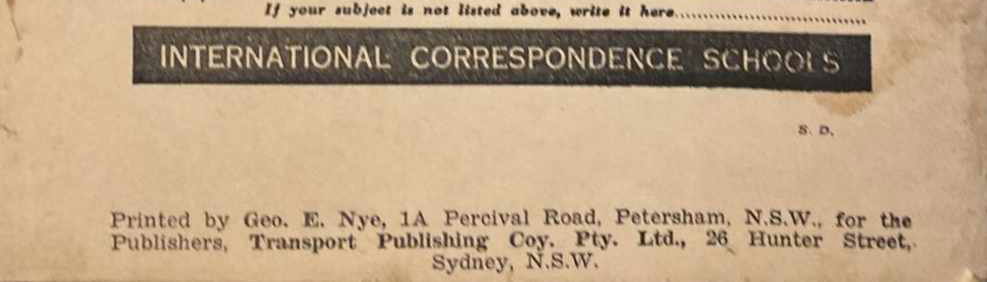 If your subject is not listed above, write it here................................
INTERNATIONAL CORRESPONDENCE SCHOOLS
S. D.
Printed by Geo. E. Nye, 1A Percival Road, Petersham, N.S.W., for the
Publishers, Transport Publishing Coy. Pty. Ltd., 26 Hunter Street,
Sydney, N.S.W.